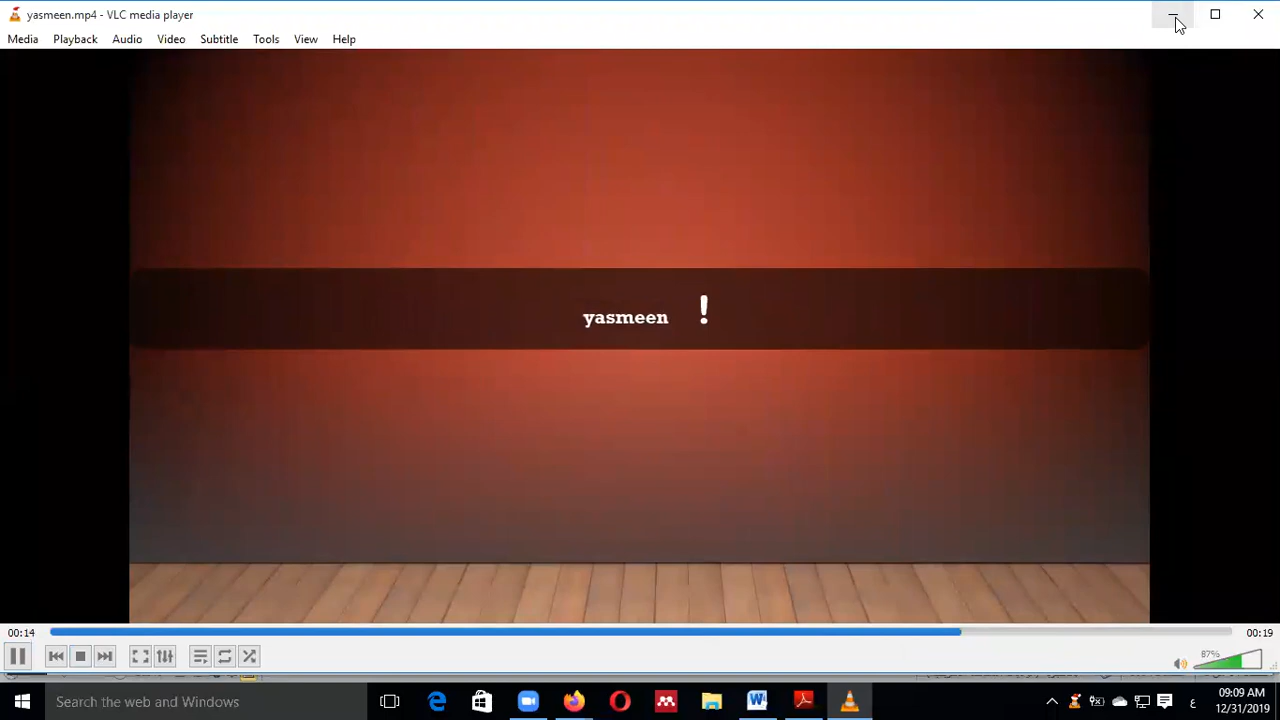 yasmeen.mp4 - VLC media player
Media Playback Audio Video Subtitle Tools View Help
yasmeen !
00:14
00:19
87%
Search the web and Windows
ع
09:09 AM
12/31/2019